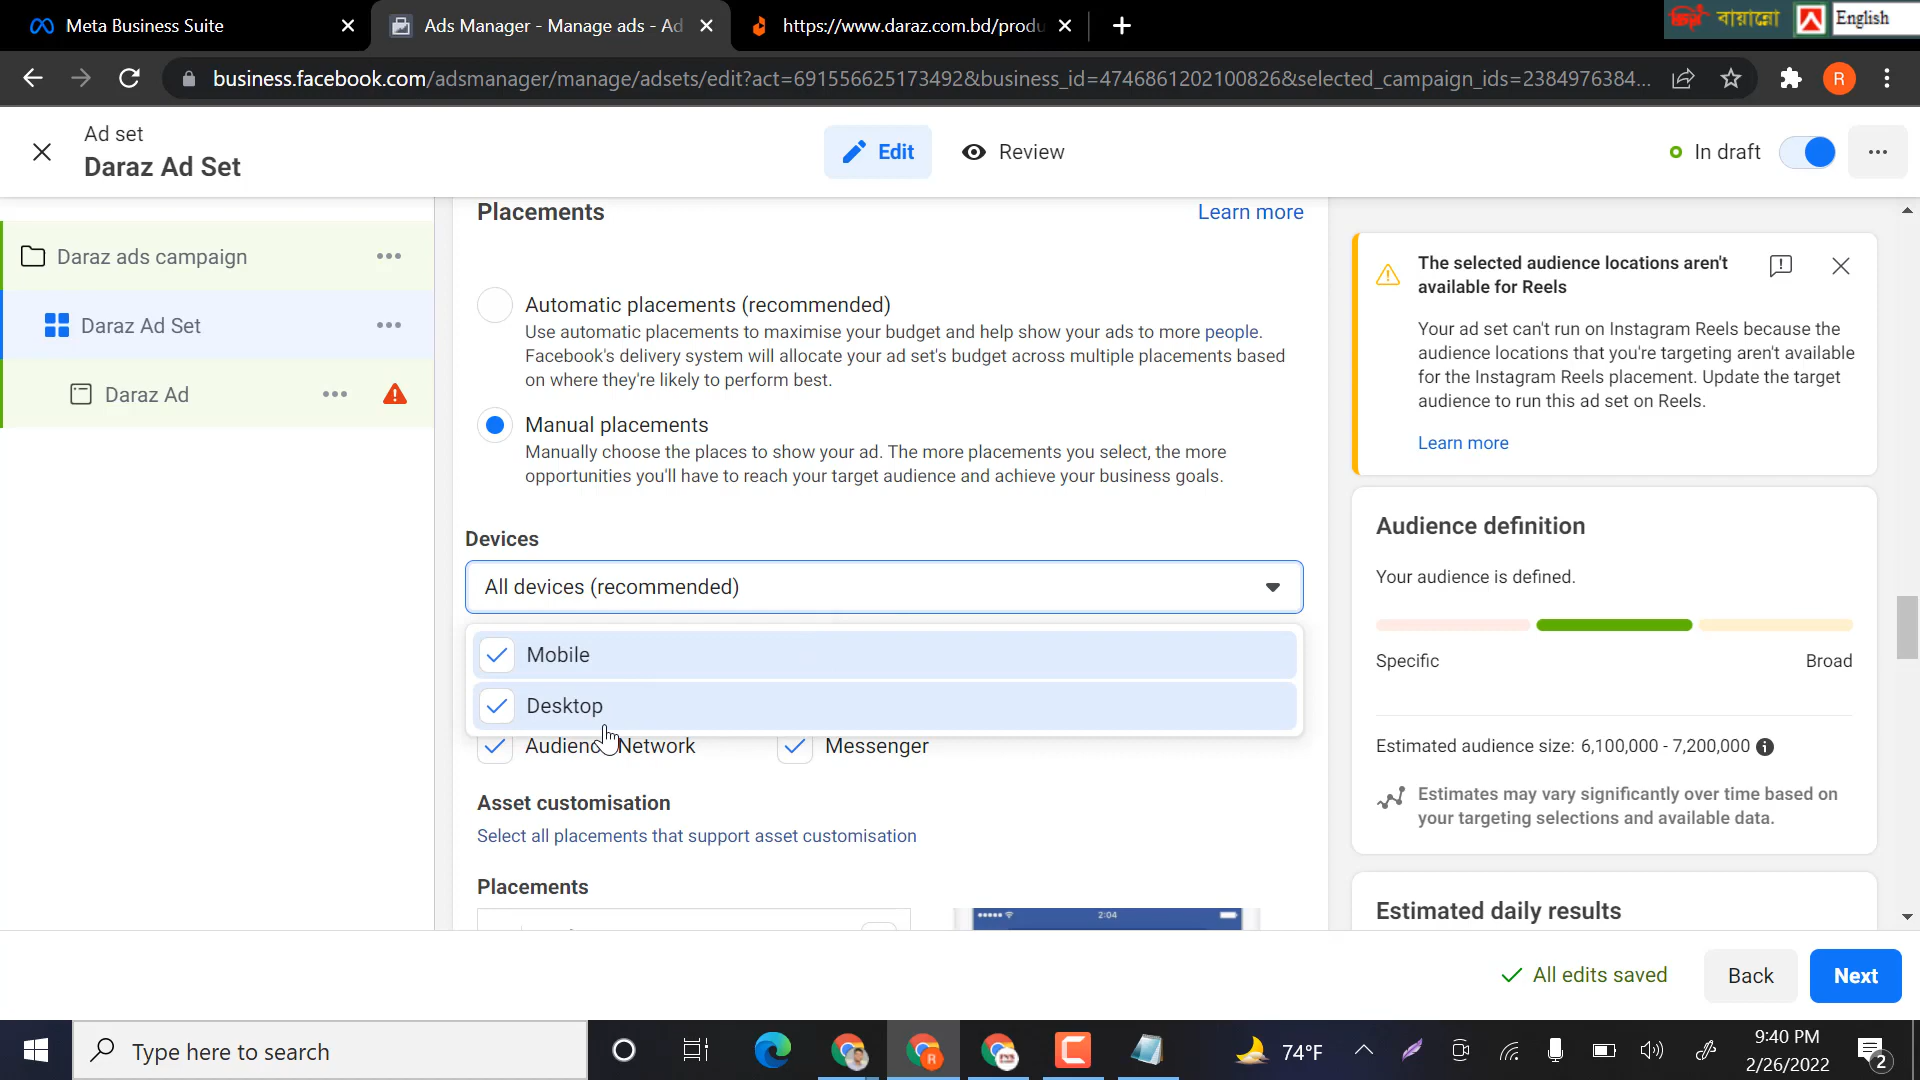 Meta Business Suite
Ads Manager - Manage ads - Ad
https://www.daraz.com.bd/produ
বায়ান্নো
English
business.facebook.com/adsmanager/manage/adsets/edit?act=691556625173492&business_id=474686120210826&selected_campaign_ids=2384976384...
R
Ad set
Daraz Ad Set
Edit
Review
In draft
Daraz ads campaign
Daraz Ad Set
Daraz Ad
Placements
Learn more
Automatic placements (recommended)
Use automatic placements to maximise your budget and help show your ads to more people.
Facebook's delivery system will allocate your ad set's budget across multiple placements based
on where they're likely to perform best.
Manual placements
Manually choose the places to show your ad. The more placements you select, the more
opportunities you'll have to reach your target audience and achieve your business goals.
Devices
All devices (recommended)
Mobile
Desktop
Audience Network
Messenger
Asset customisation
Select all placements that support asset customisation
Placements
2:04
The selected audience locations aren't
available for Reels
Your ad set can't run on Instagram Reels because the
audience locations that you're targeting aren't available
for the Instagram Reels placement. Update the target
audience to run this ad set on Reels.
Learn more
Audience definition
Your audience is defined.
Specific
Broad
Estimated audience size: 6,100,000 - 7,200,000
Estimates may vary significantly over time based on
your targeting selections and available data.
Estimated daily results
All edits saved
Back
Next
Type here to search
R
74°F
9:40 PM
2/26/2022
2